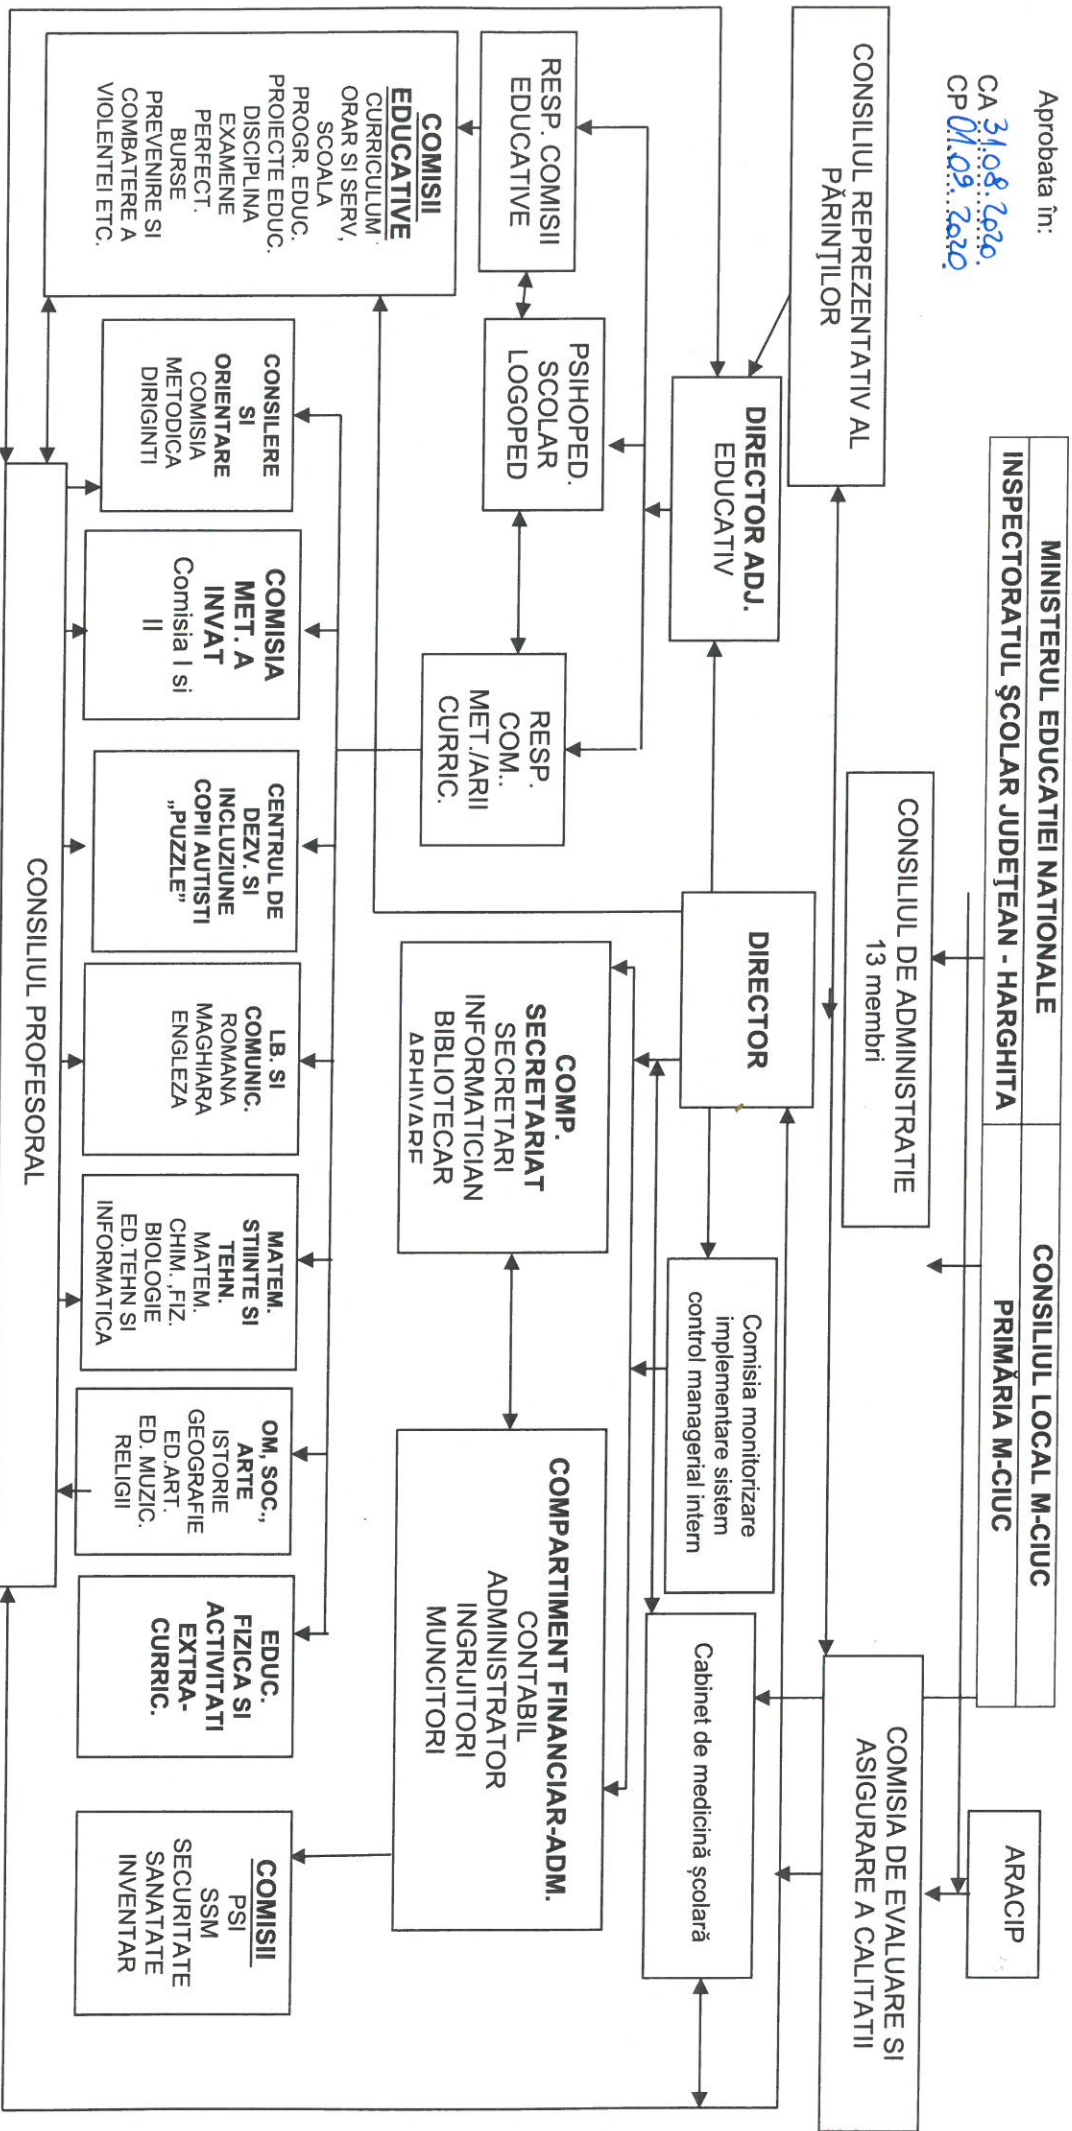 Aprobata în:
CA 31.08.2020.
CP 01.09.2020
MINISTERUL EDUCATIEI NATIONALE
CONSILIUL LOCAL M-CIUC
INSPECTORATUL ŞCOLAR JUDEŢEAN - HARGHITA
PRIMĂRIA M-CIUC
ARACIP
CONSILIUL REPREZENTATIV AL
PĂRINŢILOR
CONSILIUL DE ADMINISTRATIE
13 membri
COMISIA DE EVALUARE SI
ASIGURARE A CALITATII
DIRECTOR ADJ.
EDUCATIV
DIRECTOR
Comisia monitorizare
implementare sistem
control managerial intern
Cabinet de medicină școlară
RESP. COMISII
EDUCATIVE
PSIHOPED.
SCOLAR
LOGOPED
RESP.
COM..
MET./ARII
CURRIC.
COMP.
SECRETARIAT
SECRETARI
INFORMATICIAN
BIBLIOTECAR
ARHIVARE
COMPARTIMENT FINANCIAR-ADM.
CONTABIL
ADMINISTRATOR
INGRIJITORI
MUNCITORI
COMISII
EDUCATIVE
CURRICULUM
ORAR SI SERV,
SCOALA
PROGR. EDUC.
PROIECTE EDUC.
DISCIPLINA
EXAMENE
PERFECT.
BURSE
PREVENIRE SI
COMBATERE A
VIOLENTEI ETC.
CONSILERE
SI
ORIENTARE
COMISIA
METODICA
DIRIGINTI
COMISIA
MET. A
INVAT
Comisia I si
II
CENTRUL DE
DEZV. SI
INCLUZIUNE
COPII AUTISTI
„PUZZLE”
LB. SI
COMUNIC.
ROMANA
MAGHIARA
ENGLEZA
MATEM.
STIINTE SI
TEHN.
MATEM.
CHIM. ,FIZ.
BIOLOGIE
ED.TEHN SI
INFORMATICA
OM, SOC.,
ARTE
ISTORIE
GEOGRAFIE
ED.ART.
ED. MUZIC.
RELIGII
EDUC.
FIZICA SI
ACTIVITATI
EXTRA-
CURRIC.
COMISII
PSI
SSM
SECURITATE
SANATATE
INVENTAR
CONSILIUL PROFESORAL